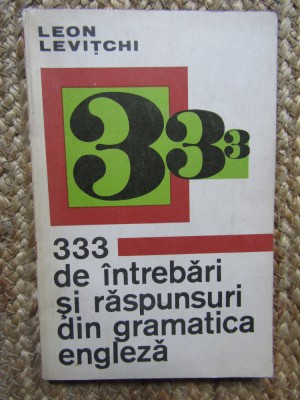 LEON
LEVIȚCHI
333
333
de întrebări
și răspunsuri
din gramatica
engleză